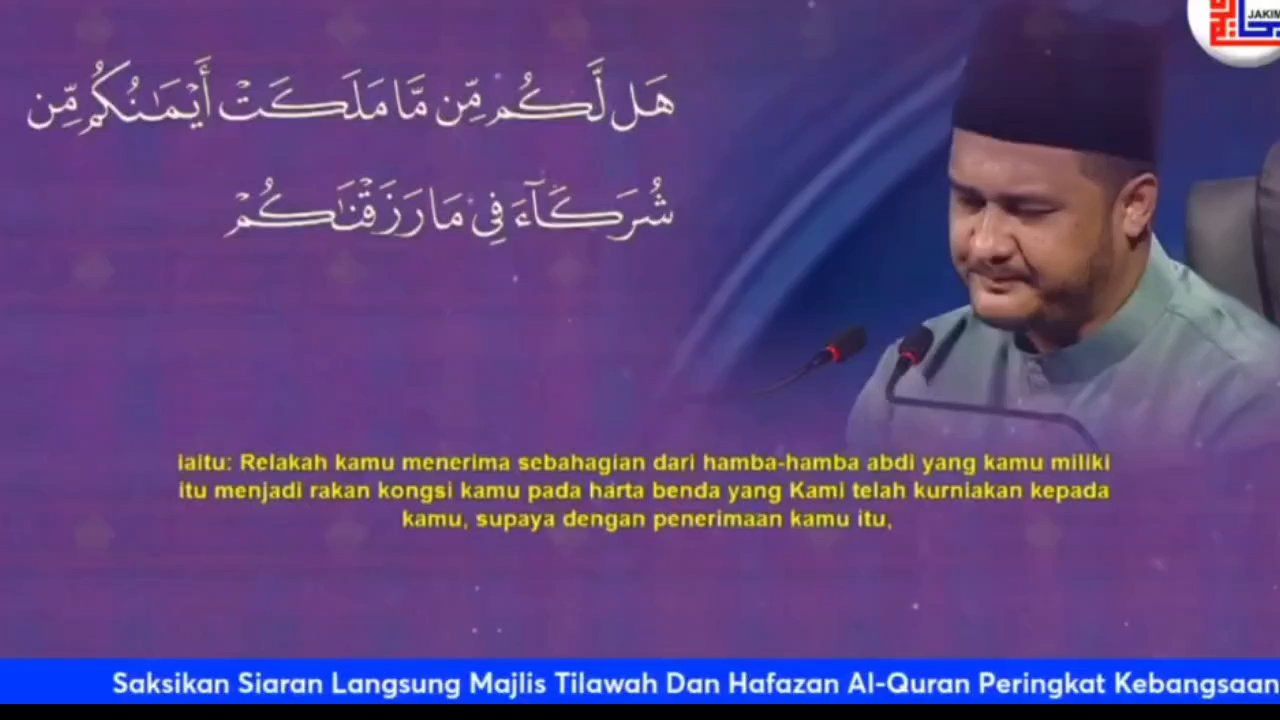 JAKIM
هَل لَّكُم مِّن مَّا مَلَكَتْ أَيْمَـٰنُكُم مِّن
شُرَكَآءَ فِى مَا رَزَقْنَـٰكُمْ
iaitu: Relakah kamu menerima sebahagian dari hamba-hamba abdi yang kamu miliki
itu menjadi rakan kongsi kamu pada harta benda yang Kami telah kurniakan kepada
kamu, supaya dengan penerimaan kamu itu,
Saksikan Siaran Langsung Majlis Tilawah Dan Hafazan Al-Quran Peringkat Kebangsaan